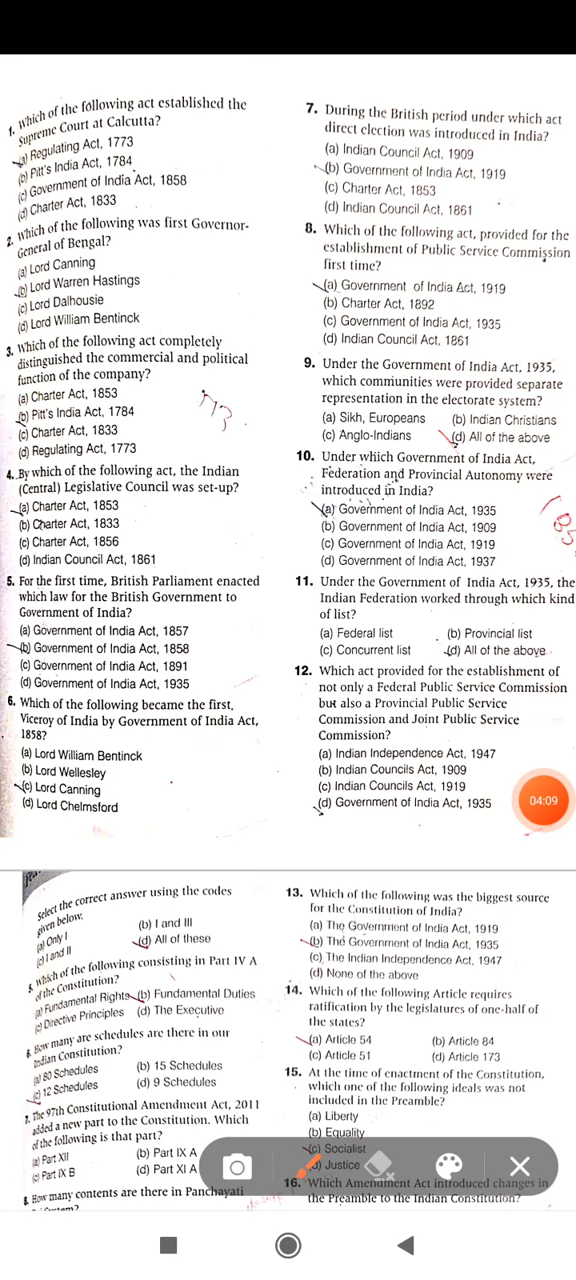 1. Which of the following act established the
Supreme Court at Calcutta?
(a) Regulating Act, 1773
(b) Pitt's India Act, 1784
(c) Government of India Act, 1858
(d) Charter Act, 1833
2. Which of the following was first Governor-
General of Bengal?
(a) Lord Canning
(b) Lord Warren Hastings
(c) Lord Dalhousie
(d) Lord William Bentinck
3. Which of the following act completely
distinguished the commercial and political
function of the company?
(a) Charter Act, 1853
(b) Pitt's India Act, 1784
(c) Charter Act, 1833
(d) Regulating Act, 1773
4. By which of the following act, the Indian
(Central) Legislative Council was set-up?
(a) Charter Act, 1853
(b) Charter Act, 1833
(c) Charter Act, 1856
(d) Indian Council Act, 1861
5. For the first time, British Parliament enacted
which law for the British Government to
Government of India?
(a) Government of India Act, 1857
(b) Government of India Act, 1858
(c) Government of India Act, 1891
(d) Government of India Act, 1935
6. Which of the following became the first,
Viceroy of India by Government of India Act,
1858?
(a) Lord William Bentinck
(b) Lord Wellesley
(c) Lord Canning
(d) Lord Chelmsford
7. During the British period under which act
direct election was introduced in India?
(a) Indian Council Act, 1909
(b) Government of India Act, 1919
(c) Charter Act, 1853
(d) Indian Council Act, 1861
8. Which of the following act, provided for the
establishment of Public Service Commission
first time?
(a) Government of India Act, 1919
(b) Charter Act, 1892
(c) Government of India Act, 1935
(d) Indian Council Act, 1861
9. Under the Government of India Act, 1935,
which communities were provided separate
representation in the electorate system?
(a) Sikh, Europeans (b) Indian Christians
(c) Anglo-Indians (d) All of the above
10. Under which Government of India Act,
Federation and Provincial Autonomy were
introduced in India?
(a) Government of India Act, 1935
(b) Government of India Act, 1909
(c) Government of India Act, 1919
(d) Government of India Act, 1937
11. Under the Government of India Act, 1935, the
Indian Federation worked through which kind
of list?
(a) Federal list (b) Provincial list
(c) Concurrent list (d) All of the above
12. Which act provided for the establishment of
not only a Federal Public Service Commission
but also a Provincial Public Service
Commission and Joint Public Service
Commission?
(a) Indian Independence Act, 1947
(b) Indian Councils Act, 1909
(c) Indian Councils Act, 1919
(d) Government of India Act, 1935
04:09
Select the correct answer using the codes
given below.
(a) Only I (b) I and III
(c) I and II (d) All of these
5. Which of the following consisting in Part IV A
of the Constitution?
(a) Fundamental Rights (b) Fundamental Duties
(c) Directive Principles (d) The Executive
6. How many are schedules are there in our
Indian Constitution?
(a) 80 Schedules (b) 15 Schedules
(c) 12 Schedules (d) 9 Schedules
7. The 97th Constitutional Amendment Act, 2011
added a new part to the Constitution. Which
of the following is that part?
(a) Part XII (b) Part IX A
(c) Part IX B (d) Part XI A
8. How many contents are there in Panchayati
13. Which of the following was the biggest source
for the Constitution of India?
(a) The Government of India Act, 1919
(b) The Government of India Act, 1935
(c) The Indian Independence Act, 1947
(d) None of the above
14. Which of the following Article requires
ratification by the legislatures of one-half of
the states?
(a) Article 54 (b) Article 84
(c) Article 51 (d) Article 173
15. At the time of enactment of the Constitution,
which one of the following ideals was not
included in the Preamble?
(a) Liberty
(b) Equality
(c) Socialist
(d) Justice
16. Which Amendment Act introduced changes in
the Preamble to the Indian Constitution?